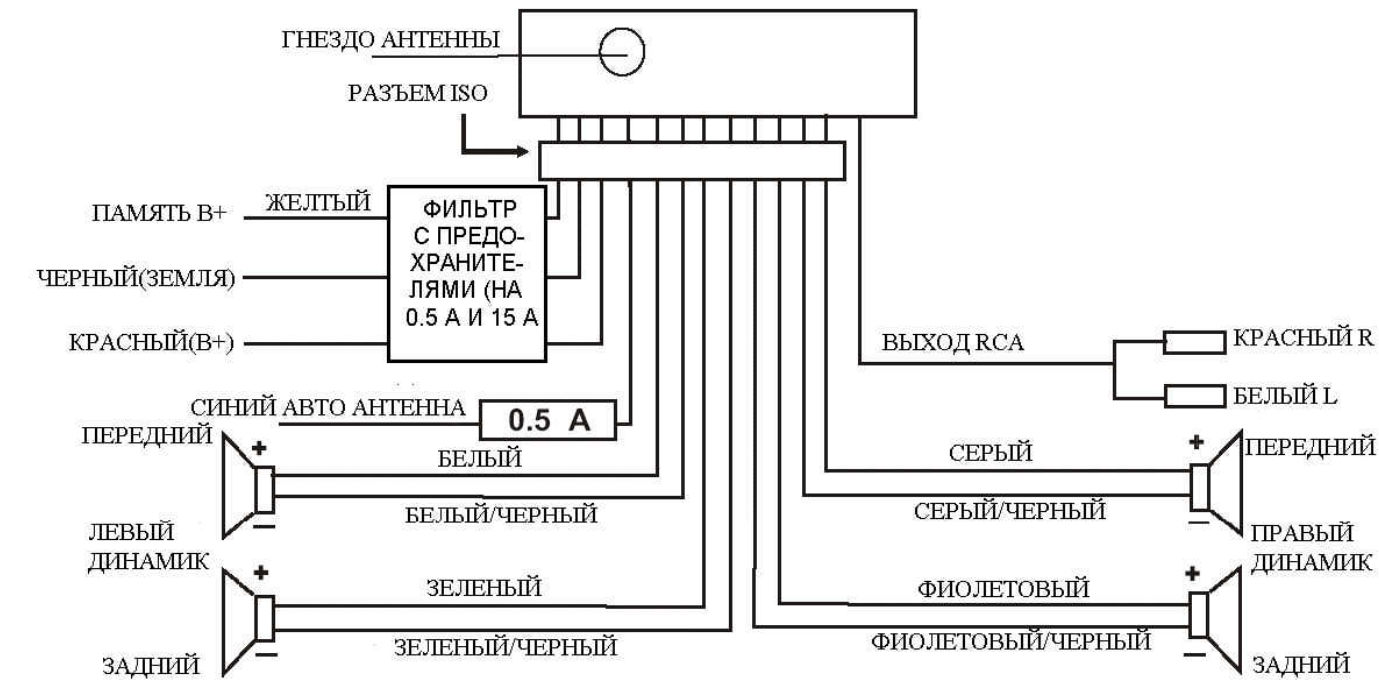 ГНЕЗДО АНТЕННЫ
РАЗЪЕМ ISO
ПАМЯТЬ B+
ЖЕЛТЫЙ
ЧЕРНЫЙ(ЗЕМЛЯ)
КРАСНЫЙ(B+)
ФИЛЬТР
С ПРЕДО-
ХРАНИТЕ-
ЛЯМИ (НА
0.5 А И 15 А
СИНИЙ АВТО АНТЕННА
0.5 А
ВЫХОД RCA
КРАСНЫЙ R
БЕЛЫЙ L
ПЕРЕДНИЙ
+
БЕЛЫЙ
БЕЛЫЙ/ЧЕРНЫЙ
–
ЛЕВЫЙ
ДИНАМИК
+
ЗЕЛЕНЫЙ
ЗЕЛЕНЫЙ/ЧЕРНЫЙ
–
ЗАДНИЙ
СЕРЫЙ
+
ПЕРЕДНИЙ
СЕРЫЙ/ЧЕРНЫЙ
–
ПРАВЫЙ
ДИНАМИК
+
ФИОЛЕТОВЫЙ
ФИОЛЕТОВЫЙ/ЧЕРНЫЙ
–
ЗАДНИЙ